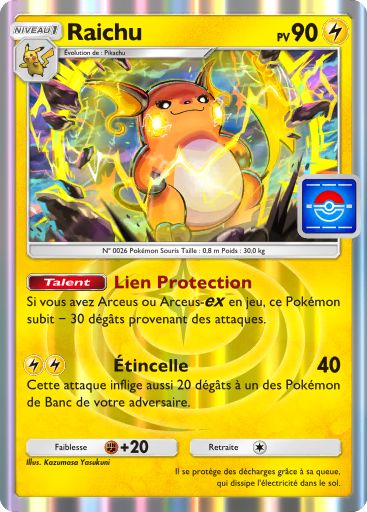 NIVEAU 1
Raichu
PV 90
Évolution de : Pikachu
N° 0026 Pokémon Souris Taille : 0,8 m Poids : 30,0 kg
Talent Lien Protection
Si vous avez Arceus ou Arceus-ex en jeu, ce Pokémon
subit − 30 dégâts provenant des attaques.
Étincelle 40
Cette attaque inflige aussi 20 dégâts à un des Pokémon
de Banc de votre adversaire.
Faiblesse +20 Retraite
Illus. Kazumasa Yasukuni
Il se protège des décharges grâce à sa queue,
qui dissipe l'électricité dans le sol.